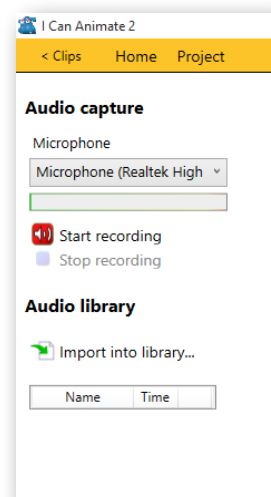 I Can Animate 2
< Clips Home Project
Audio capture
Microphone
Microphone (Realtek High
Start recording
Stop recording
Audio library
Import into library...
Name Time